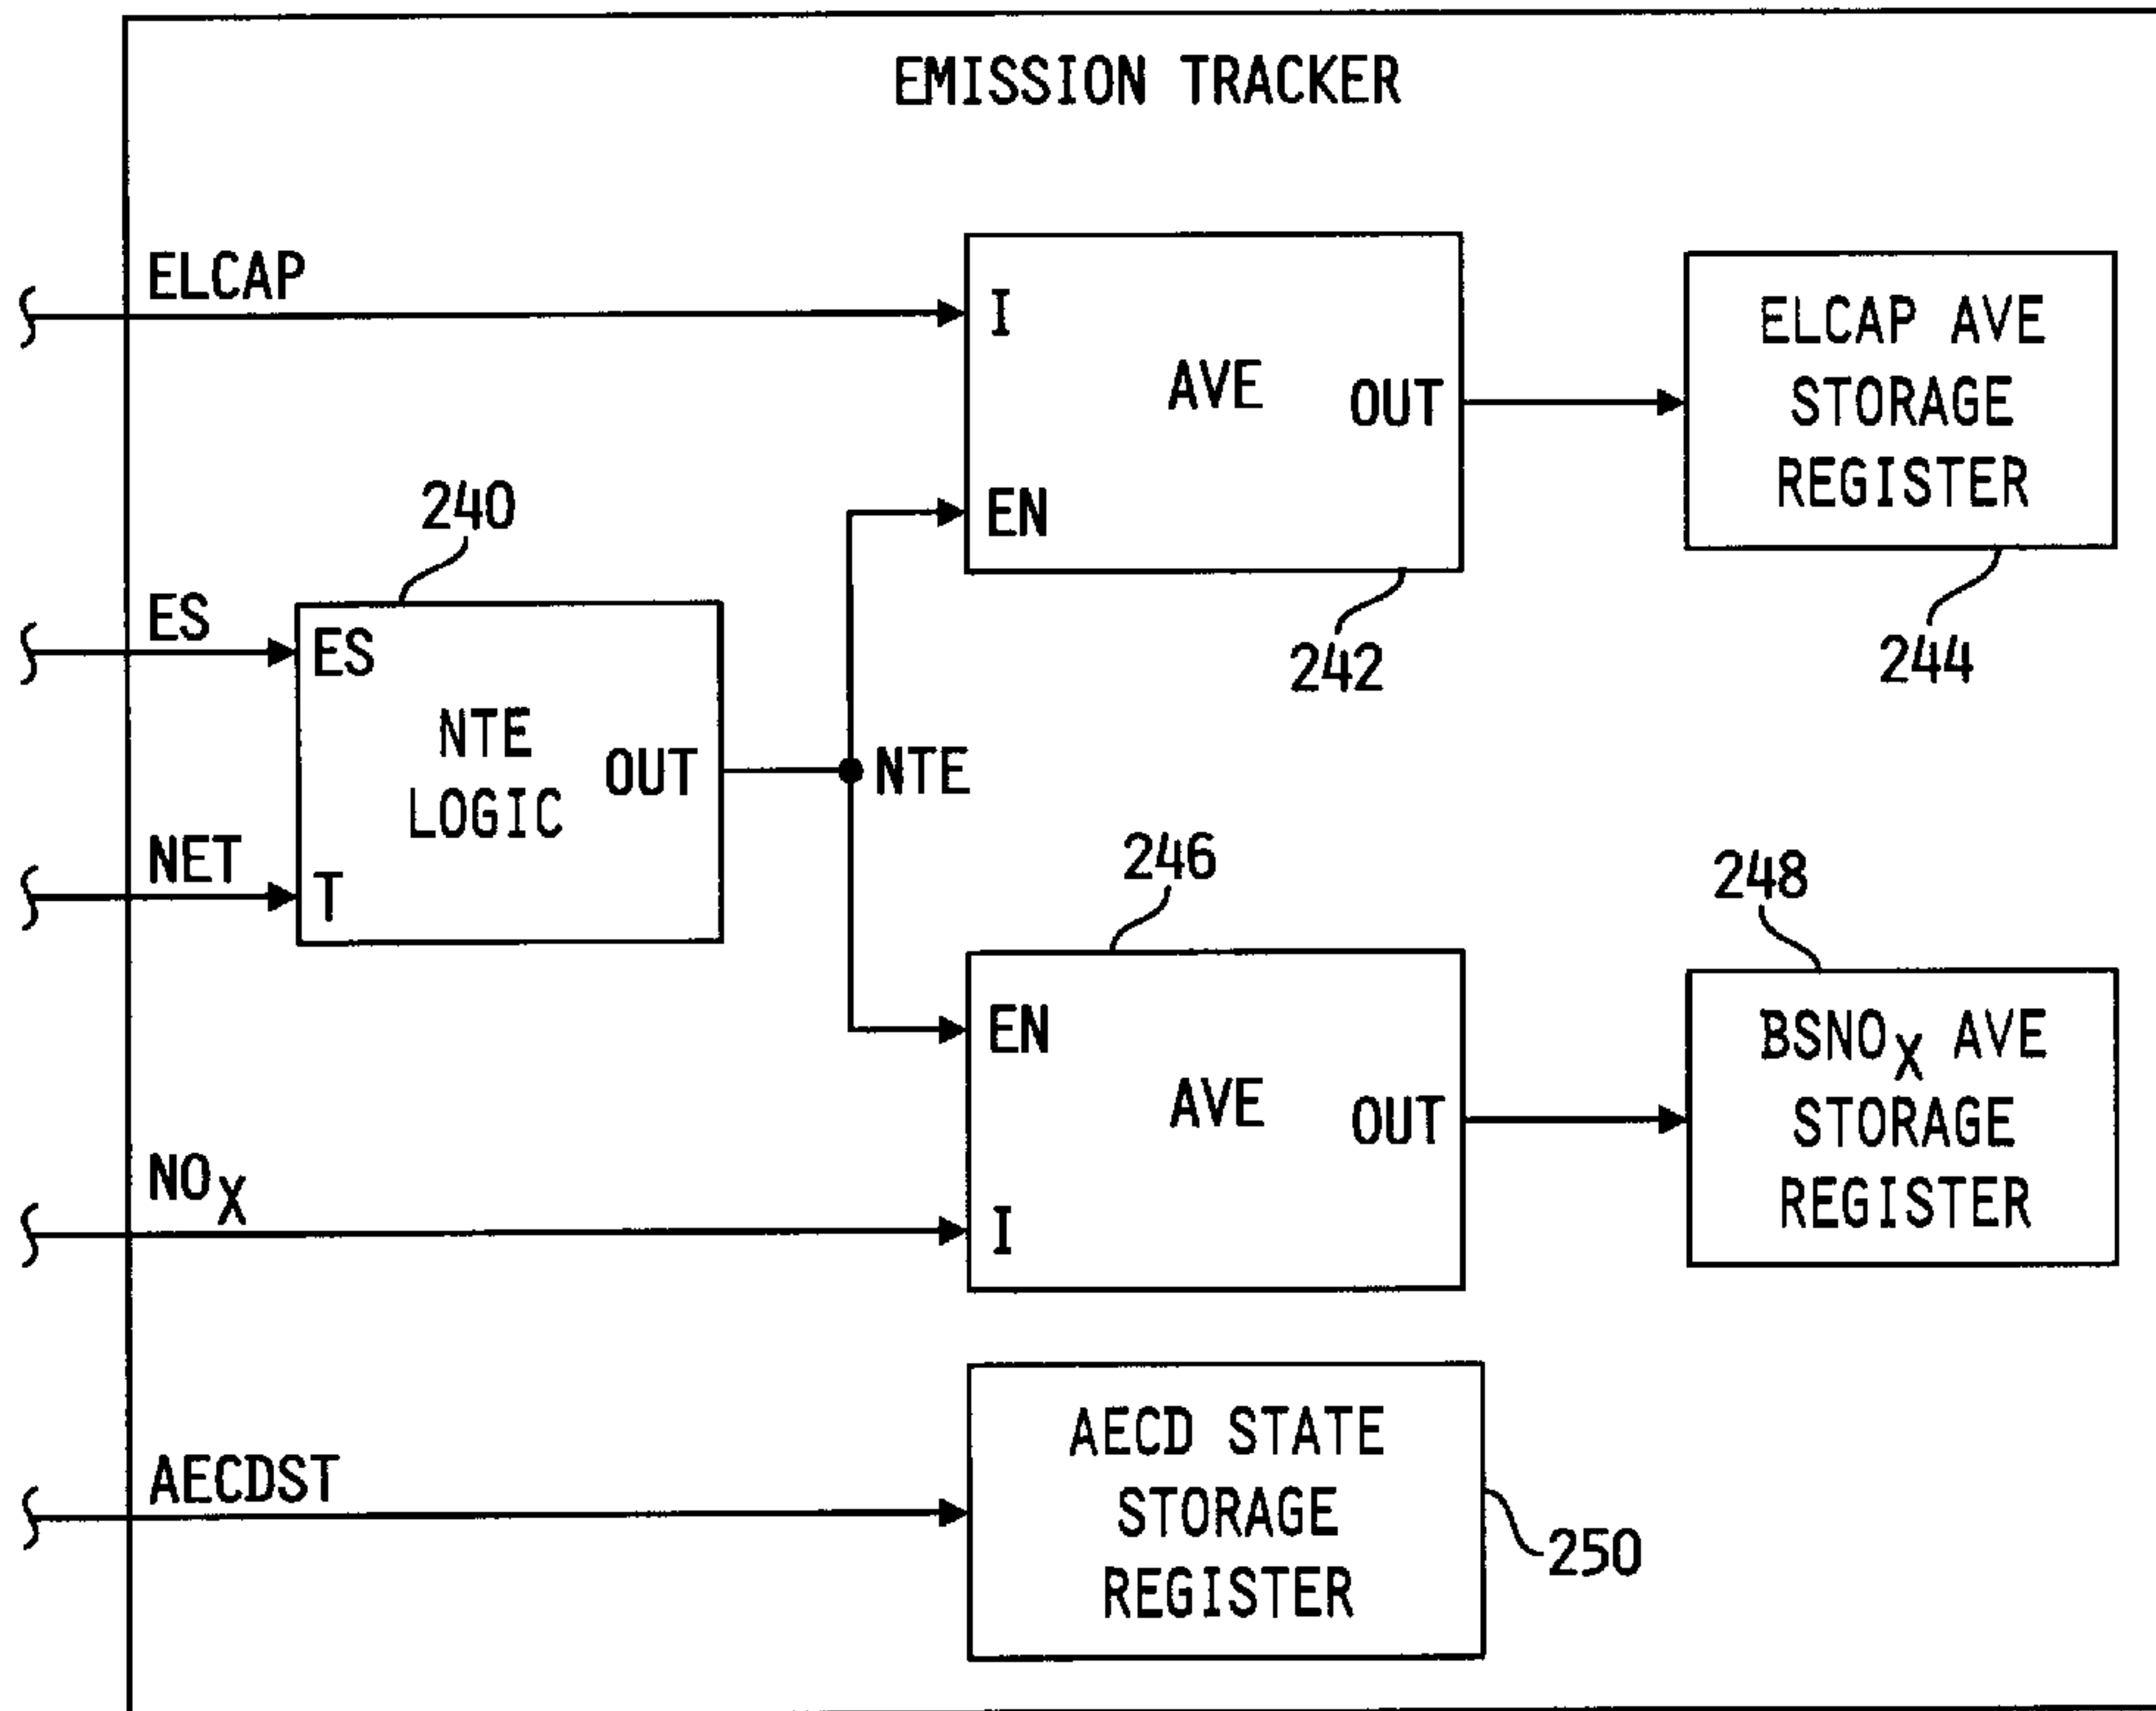 EMISSION TRACKER
ELCAP
I
AVE
OUT
EN
242
ELCAP AVE
STORAGE
REGISTER
244
240
ES
ES
NTE
LOGIC
OUT
NET
T
NTE
246
EN
AVE
OUT
NOX
I
248
BSNOX AVE
STORAGE
REGISTER
AECDST
AECD STATE
STORAGE
REGISTER
250